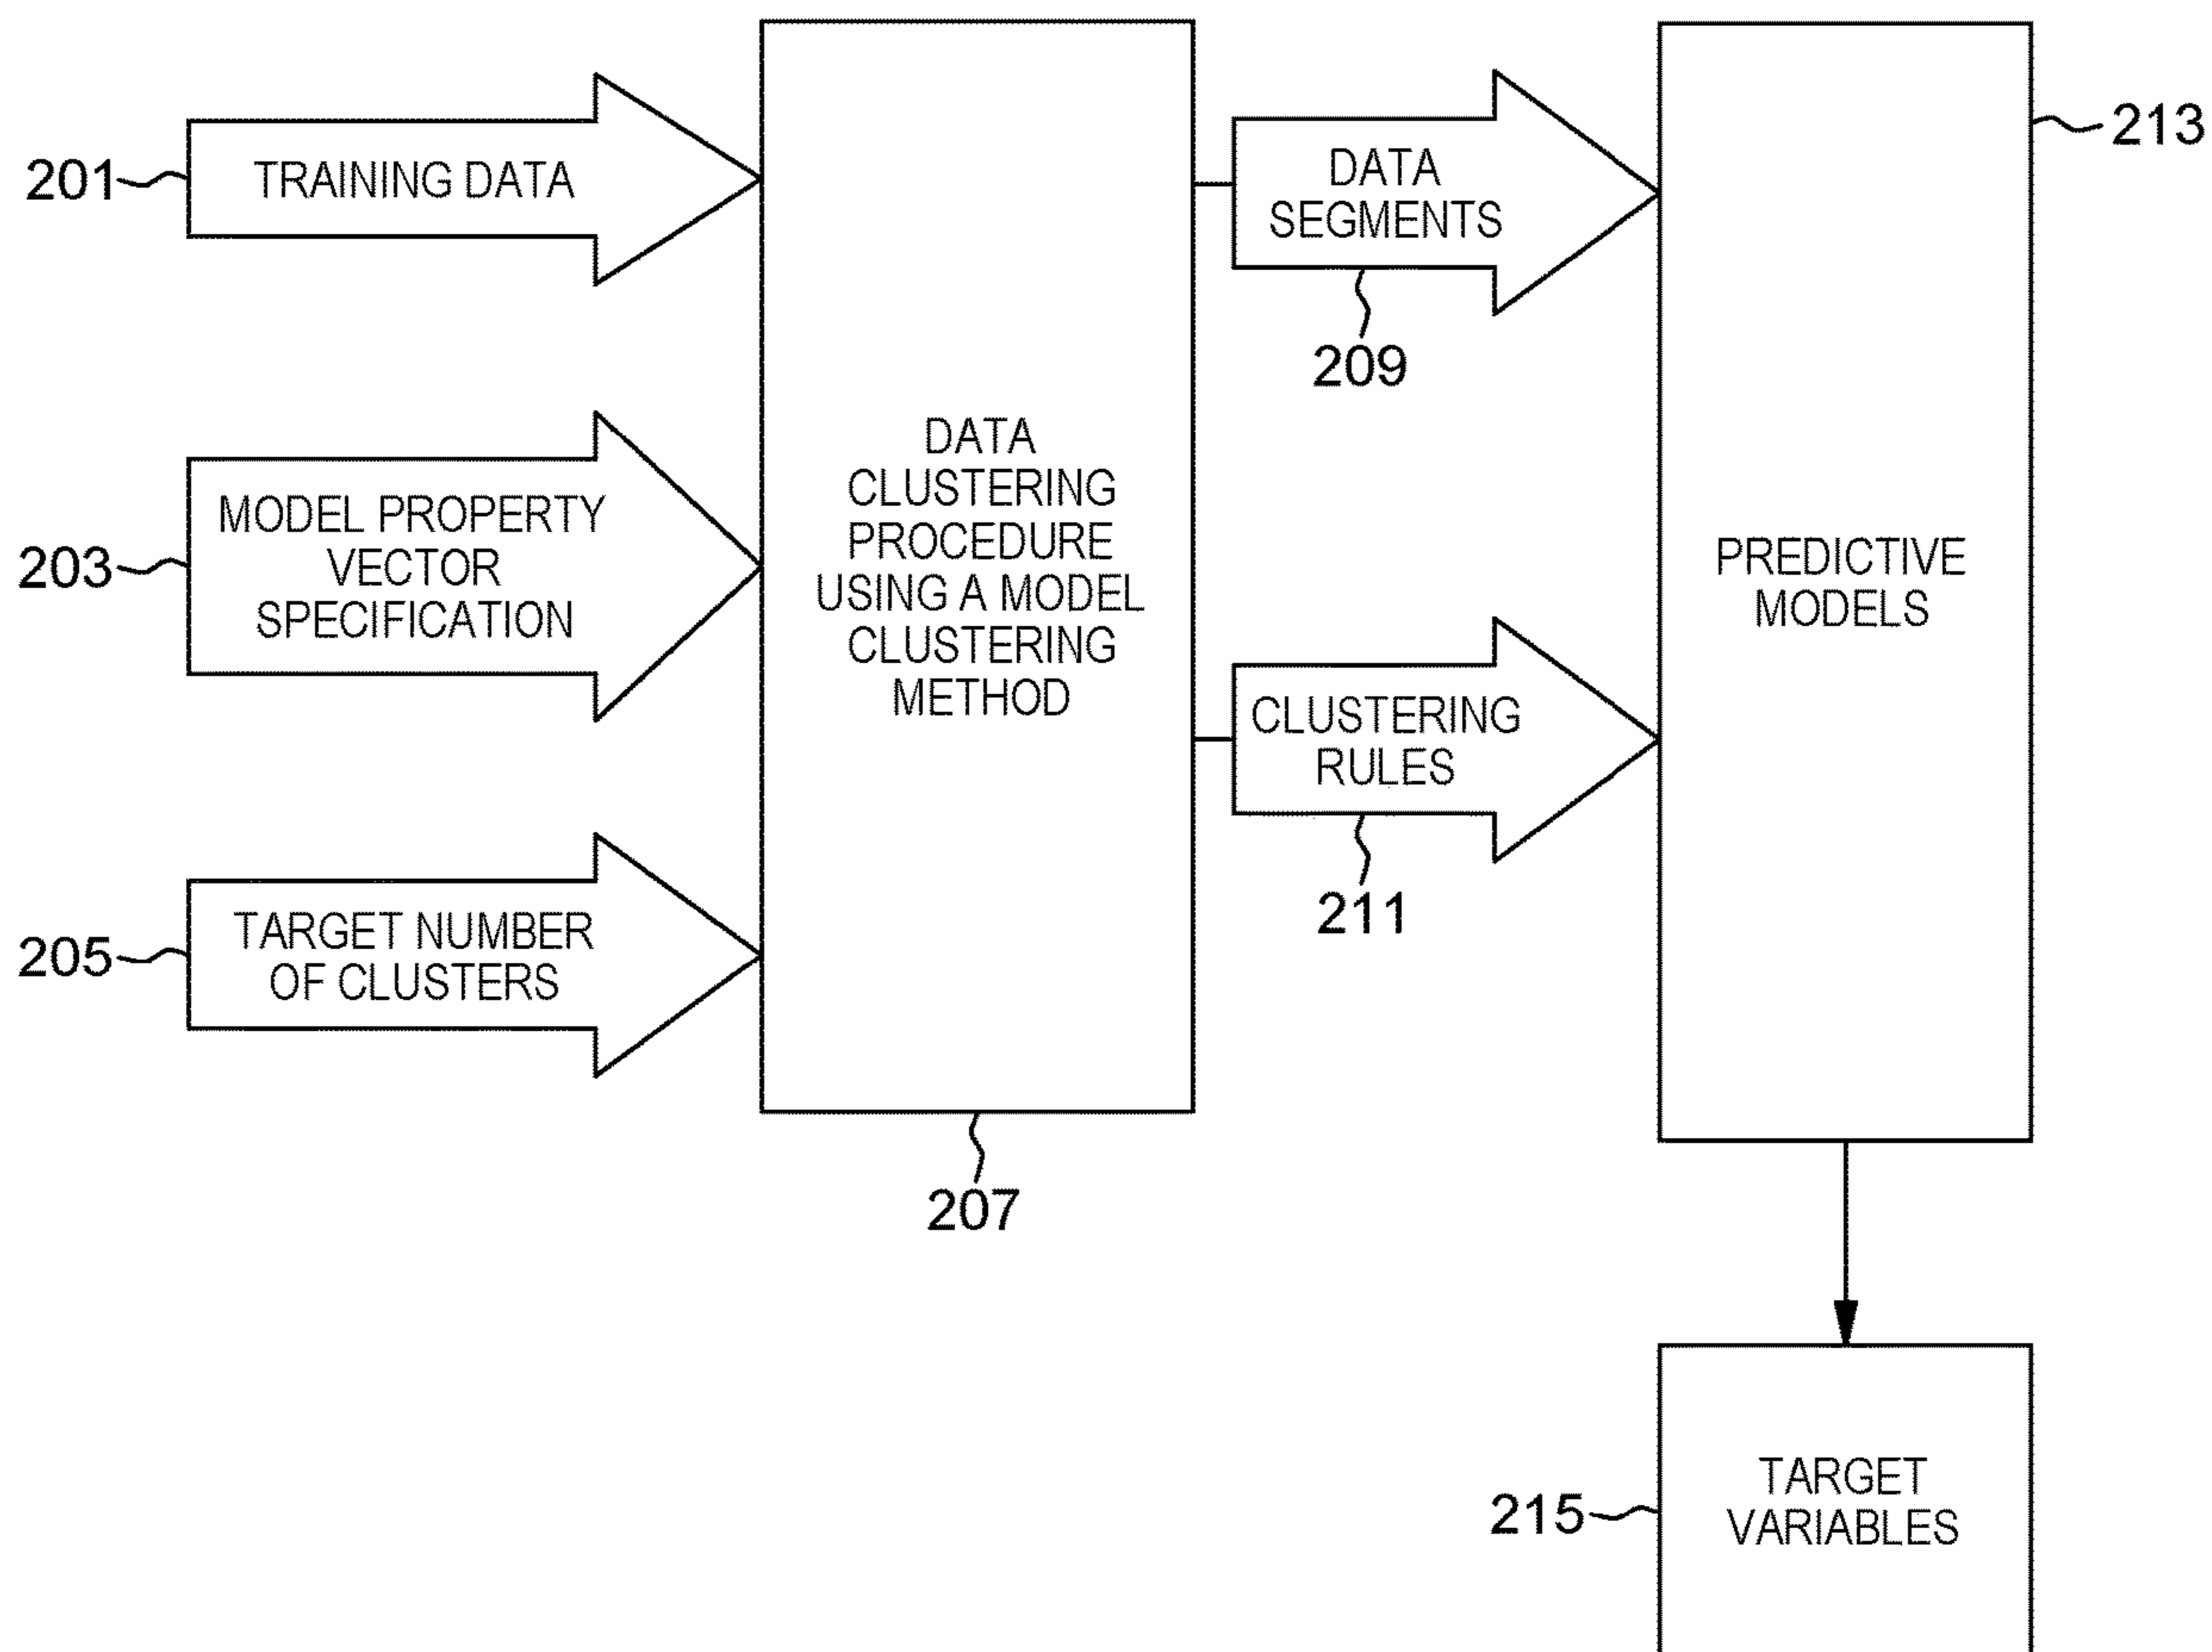 201
TRAINING DATA
203
MODEL PROPERTY
VECTOR
SPECIFICATION
205
TARGET NUMBER
OF CLUSTERS
DATA
CLUSTERING
PROCEDURE
USING A MODEL
CLUSTERING
METHOD
207
DATA
SEGMENTS
209
CLUSTERING
RULES
211
PREDICTIVE
MODELS
213
TARGET
VARIABLES
215